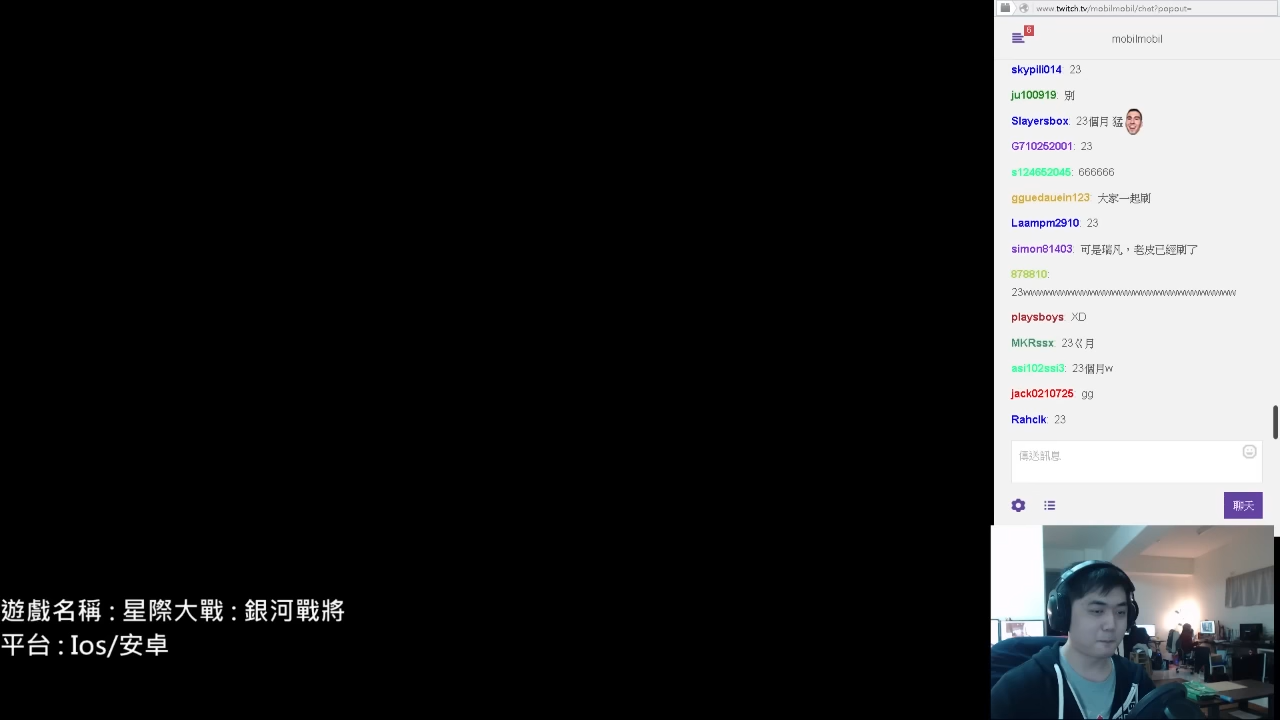 www.twitch.tv/mobilmobil/chat?popout=
6
mobilmobil
skypili014 23
ju100919: 別
Slayersbox: 23個月 猛
G710252001: 23
s124652045: 666666
gguedauein123: 大家一起刷
Laampm2910: 23
simon81403: 可是瑞凡，老皮已經刷了
878810:
23wwwwwwwwwwwwwwwwwwwwwwwwwwwww
playsboys: XD
MKRssx: 23ㄍ月
asi102ssi3: 23個月w
jack0210725: gg
Rahclk: 23
傳送訊息
聊天
遊戲名稱 : 星際大戰 : 銀河戰將
平台 : Ios/安卓